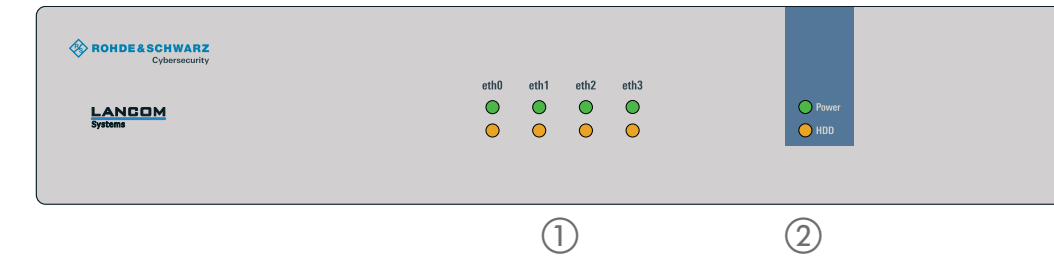 ROHDE & SCHWARZ
Cybersecurity
LANCOM
Systems
eth0 eth1 eth2 eth3
Power
HDD
1 2